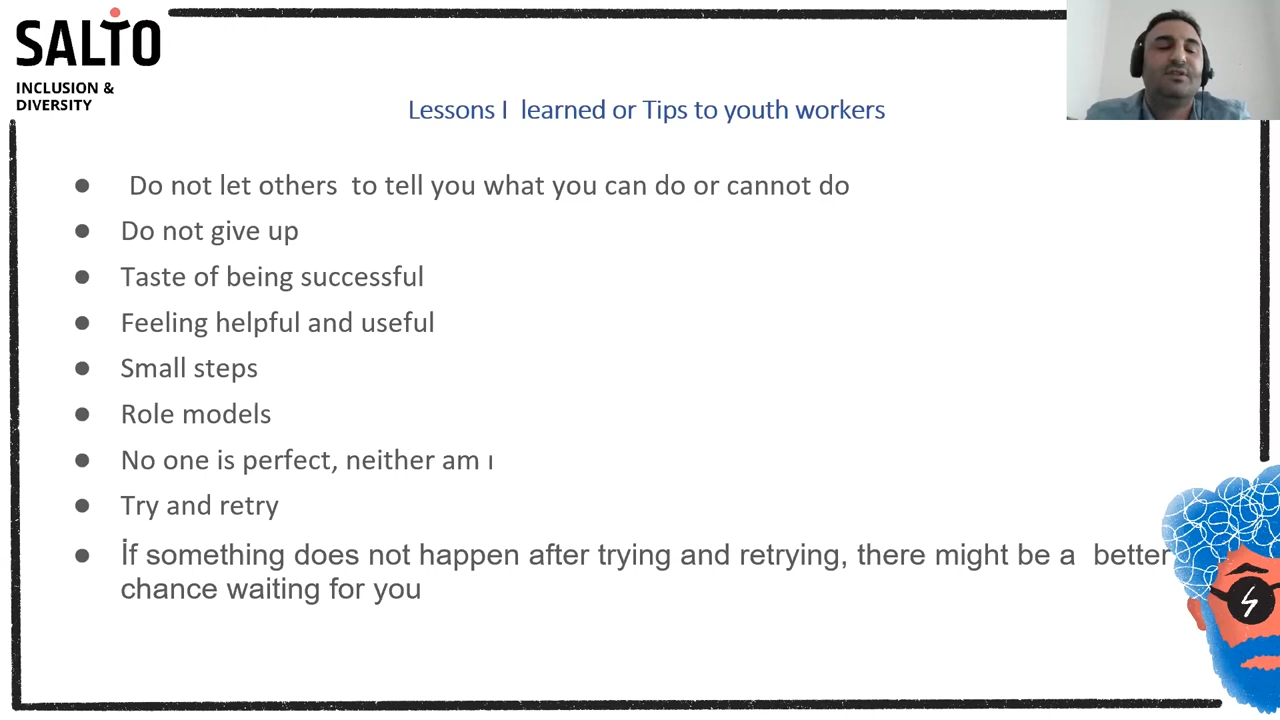 SALTO
INCLUSION &
DIVERSITY
Lessons I learned or Tips to youth workers
● Do not let others to tell you what you can do or cannot do
● Do not give up
● Taste of being successful
● Feeling helpful and useful
● Small steps
● Role models
● No one is perfect, neither am ı
● Try and retry
● İf something does not happen after trying and retrying, there might be a better
chance waiting for you